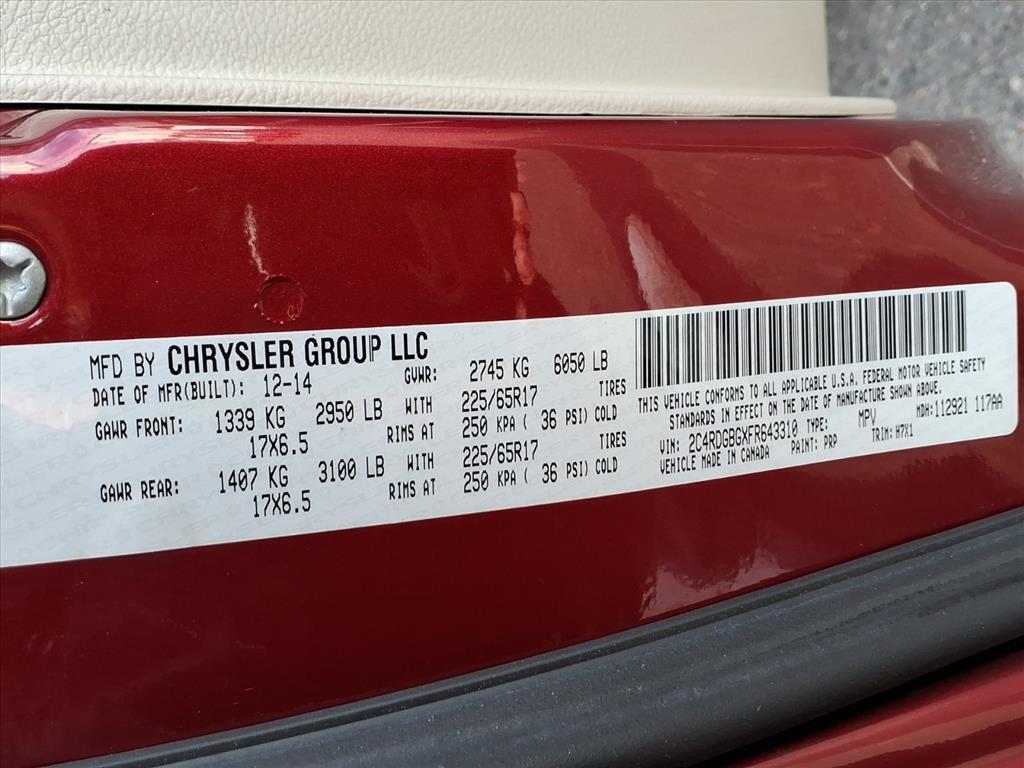 MFD BY CHRYSLER GROUP LLC
DATE OF MFR(BUILT): 12-14 GVWR: 2745 KG 6050 LB
GAWR FRONT: 1339 KG 2950 LB WITH 225/65R17 TIRES
17X6.5 RIMS AT 250 KPA ( 36 PSI) COLD
GAWR REAR: 1407 KG 3100 LB WITH 225/65R17 TIRES
17X6.5 RIMS AT 250 KPA ( 36 PSI) COLD
THIS VEHICLE CONFORMS TO ALL APPLICABLE U.S.A. FEDERAL MOTOR VEHICLE SAFETY
STANDARDS IN EFFECT ON THE DATE OF MANUFACTURE SHOWN ABOVE.
VIN: 2C4RDGBGXFR643310 TYPE: MPV MDH: 112921 117AA
VEHICLE MADE IN CANADA PAINT: PRP TRIM: H7X1